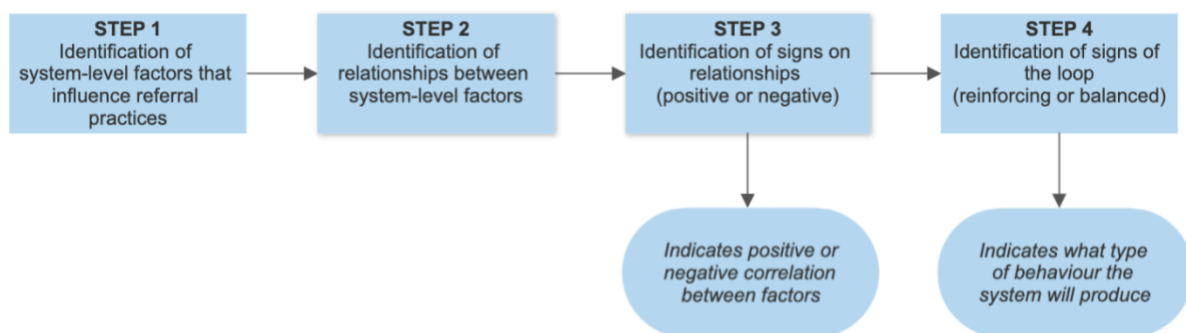 STEP 1
Identification of
system-level factors that
influence referral
practices
STEP 2
Identification of
relationships between
system-level factors
STEP 3
Identification of signs on
relationships
(positive or negative)
STEP 4
Identification of signs of
the loop
(reinforcing or balanced)
Indicates positive or
negative correlation
between factors
Indicates what type
of behaviour the
system will produce